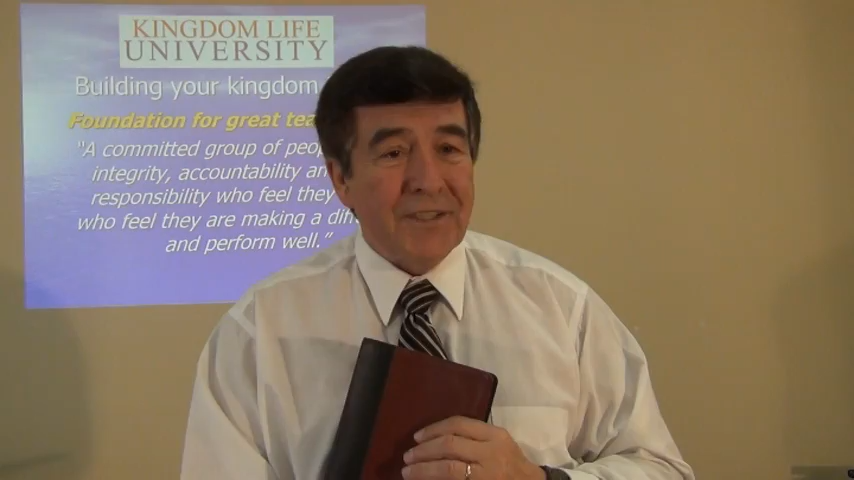 KINGDOM LIFE
UNIVERSITY
Building your kingdom
Foundation for great
"A committed group of
integrity, accountability
responsibility who feel they
who feel they are making a
and perform well."